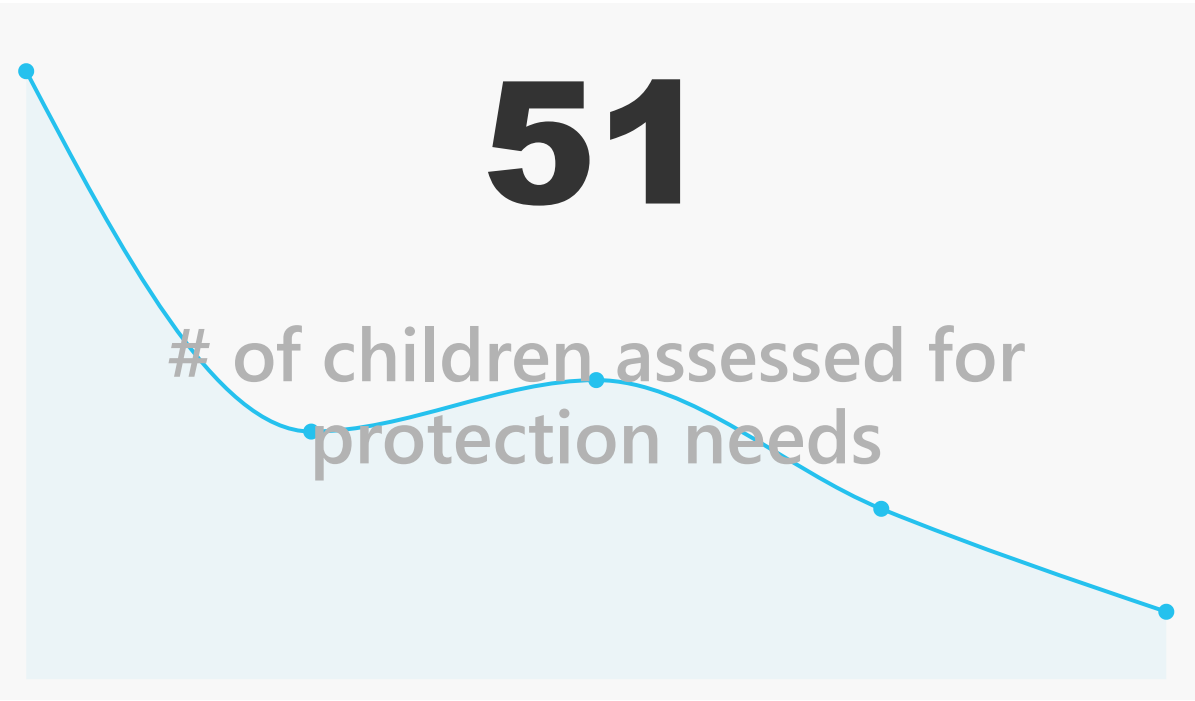 51
# of children assessed for
protection needs